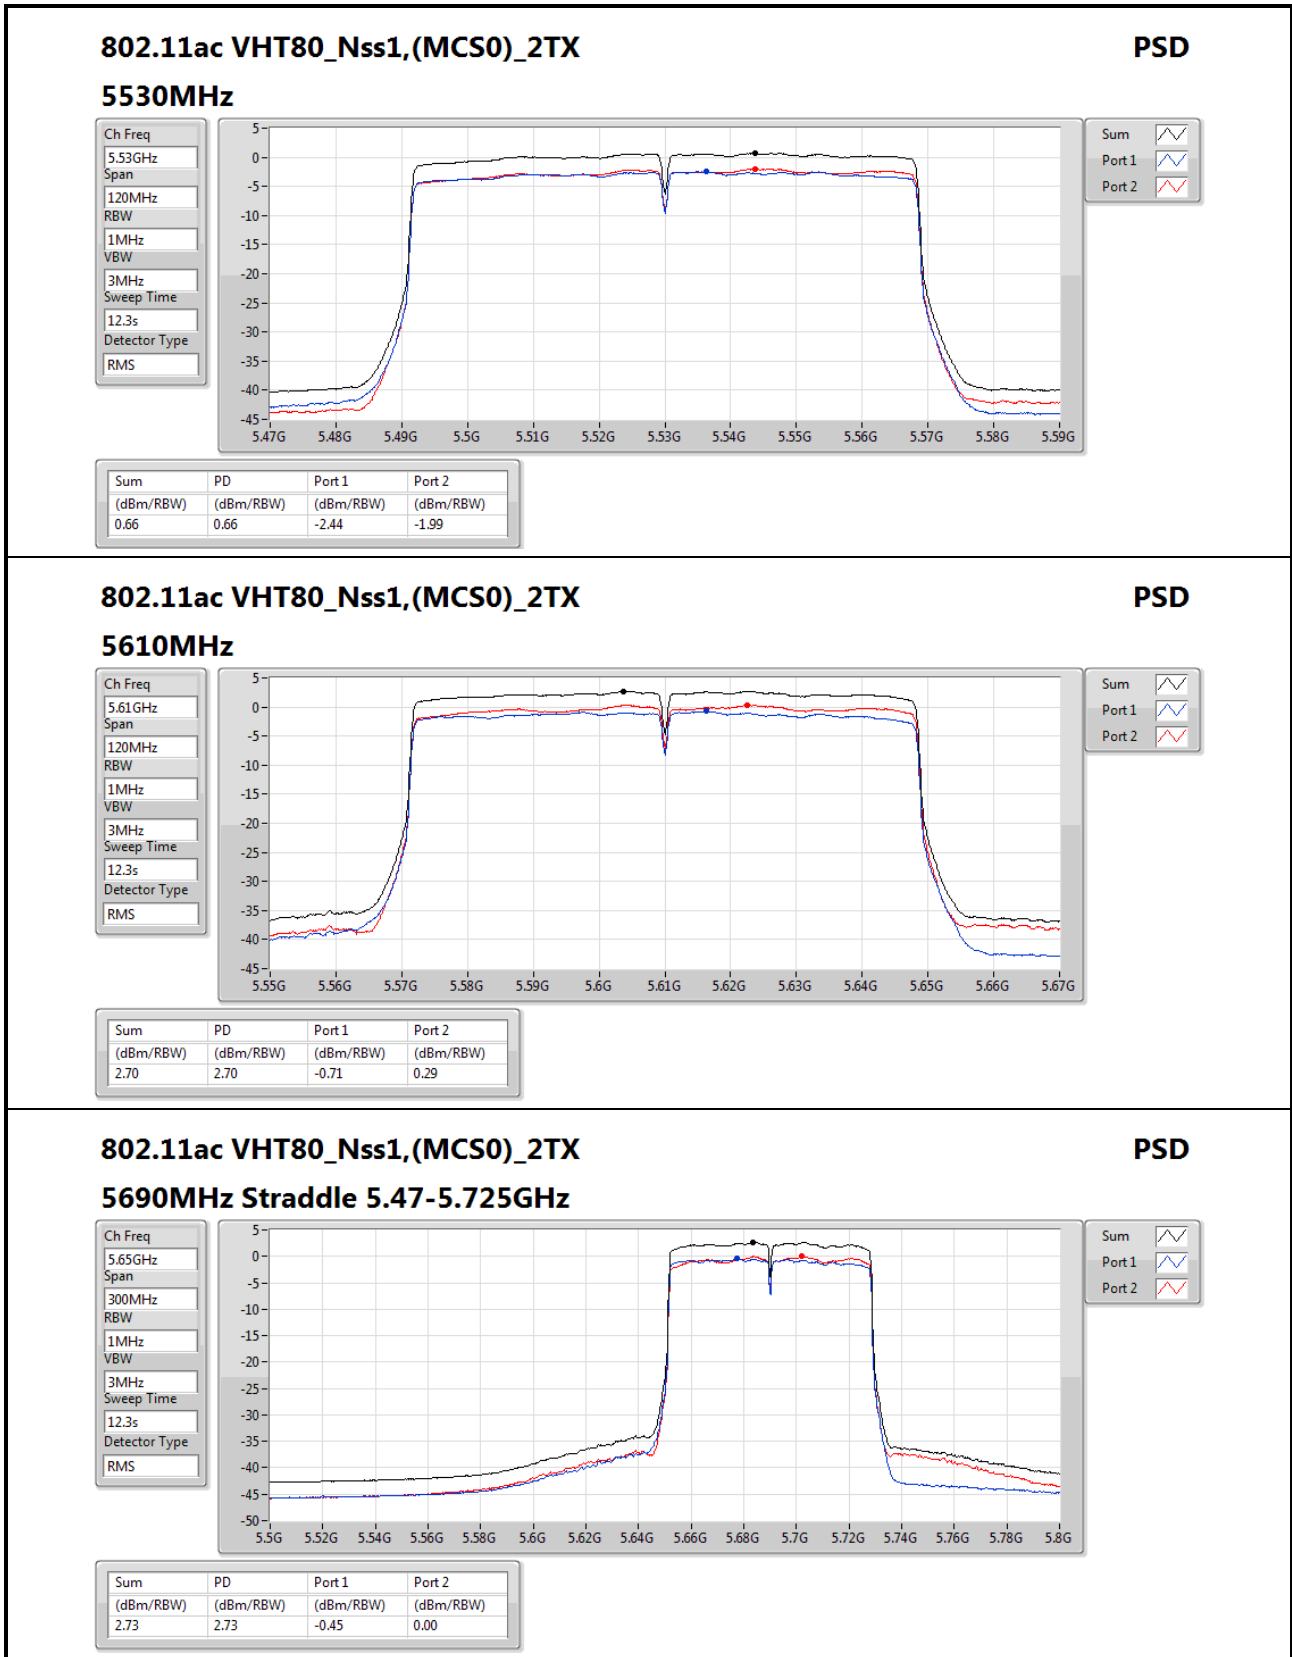 802.11ac VHT80_Nss1,(MCS0)_2TX PSD
5530MHz
Ch Freq
5.53GHz
Span
120MHz
RBW
1MHz
VBW
3MHz
Sweep Time
12.3s
Detector Type
RMS
5
0
-5
-10
-15
-20
-25
-30
-35
-40
-45
5.47G 5.48G 5.49G 5.5G 5.51G 5.52G 5.53G 5.54G 5.55G 5.56G 5.57G 5.58G 5.59G
Sum
Port 1
Port 2
Sum PD Port 1 Port 2
(dBm/RBW) (dBm/RBW) (dBm/RBW) (dBm/RBW)
0.66 0.66 -2.44 -1.99
802.11ac VHT80_Nss1,(MCS0)_2TX PSD
5610MHz
Ch Freq
5.61GHz
Span
120MHz
RBW
1MHz
VBW
3MHz
Sweep Time
12.3s
Detector Type
RMS
5
0
-5
-10
-15
-20
-25
-30
-35
-40
-45
5.55G 5.56G 5.57G 5.58G 5.59G 5.6G 5.61G 5.62G 5.63G 5.64G 5.65G 5.66G 5.67G
Sum
Port 1
Port 2
Sum PD Port 1 Port 2
(dBm/RBW) (dBm/RBW) (dBm/RBW) (dBm/RBW)
2.70 2.70 -0.71 0.29
802.11ac VHT80_Nss1,(MCS0)_2TX PSD
5690MHz Straddle 5.47-5.725GHz
Ch Freq
5.65GHz
Span
300MHz
RBW
1MHz
VBW
3MHz
Sweep Time
12.3s
Detector Type
RMS
5
0
-5
-10
-15
-20
-25
-30
-35
-40
-45
-50
5.5G 5.52G 5.54G 5.56G 5.58G 5.6G 5.62G 5.64G 5.66G 5.68G 5.7G 5.72G 5.74G 5.76G 5.78G 5.8G
Sum
Port 1
Port 2
Sum PD Port 1 Port 2
(dBm/RBW) (dBm/RBW) (dBm/RBW) (dBm/RBW)
2.73 2.73 -0.45 0.00